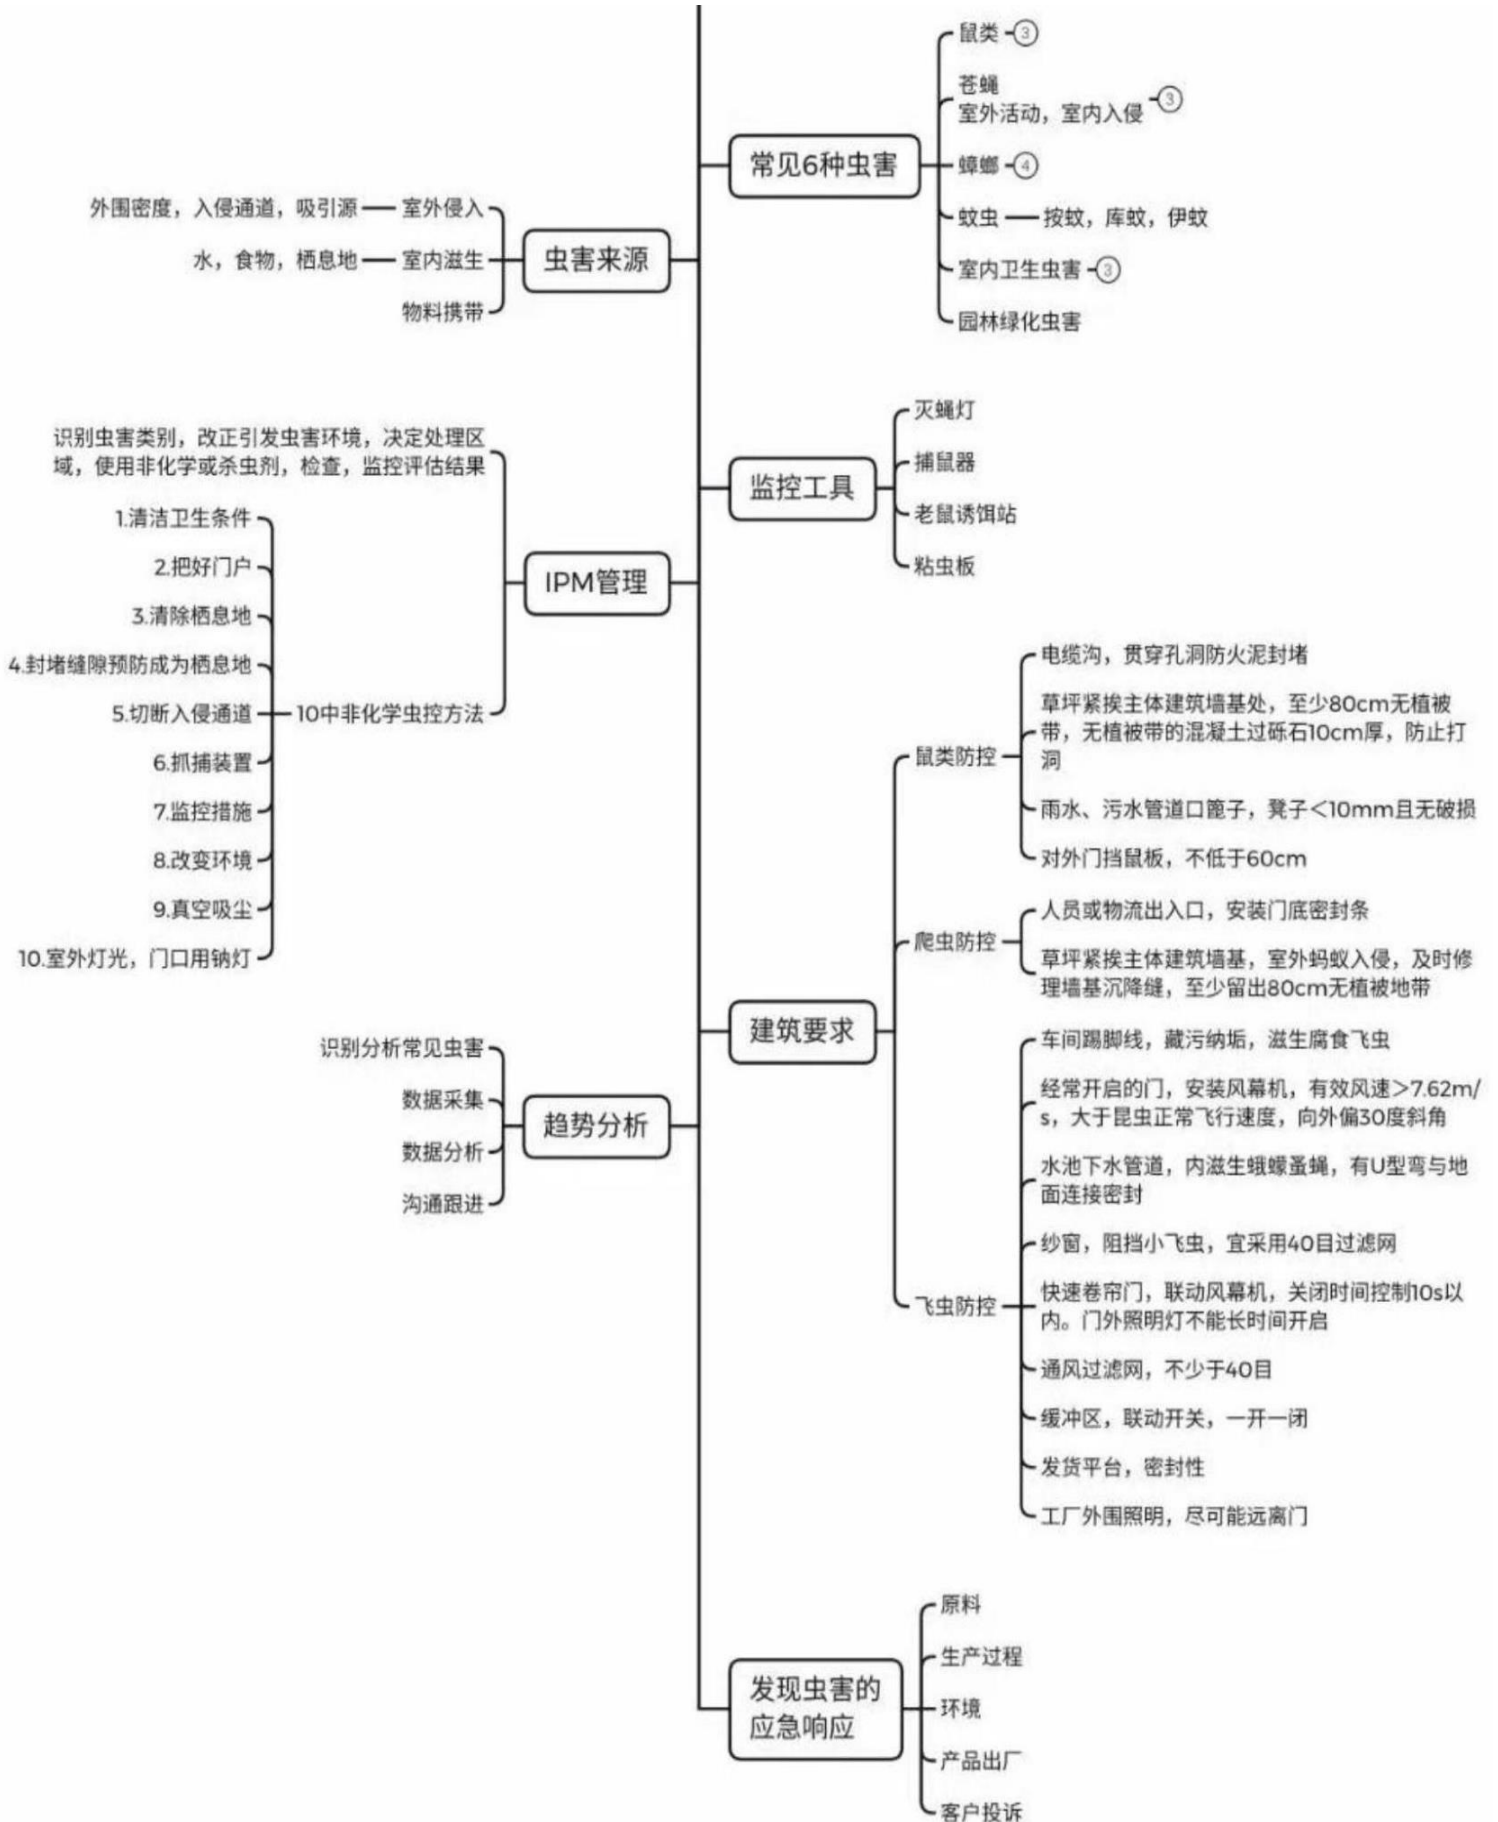 常见6种虫害
鼠类
3
苍蝇
室外活动，室内入侵
3
蟑螂
4
蚊虫
按蚊，库蚊，伊蚊
室内卫生虫害
3
园林绿化虫害
虫害来源
室外侵入
外围密度，入侵通道，吸引源
室内滋生
水，食物，栖息地
物料携带
监控工具
灭蝇灯
捕鼠器
老鼠诱饵站
粘虫板
IPM管理
识别虫害类别，改正引发虫害环境，决定处理区
域，使用非化学或杀虫剂，检查，监控评估结果
10中非化学虫控方法
1.清洁卫生条件
2.把好门户
3.清除栖息地
4.封堵缝隙预防成为栖息地
5.切断入侵通道
6.抓捕装置
7.监控措施
8.改变环境
9.真空吸尘
10.室外灯光，门口用钠灯
建筑要求
鼠类防控
电缆沟，贯穿孔洞防火泥封堵
草坪紧挨主体建筑墙基处，至少80cm无植被
带，无植被带的混凝土过砾石10cm厚，防止打
洞
雨水、污水管道口篦子，凳子＜10mm且无破损
对外门挡鼠板，不低于60cm
爬虫防控
人员或物流出入口，安装门底密封条
草坪紧挨主体建筑墙基，室外蚂蚁入侵，及时修
理墙基沉降缝，至少留出80cm无植被地带
飞虫防控
车间踢脚线，藏污纳垢，滋生腐食飞虫
经常开启的门，安装风幕机，有效风速＞7.62m/
s，大于昆虫正常飞行速度，向外偏30度斜角
水池下水管道，内滋生蛾蠓蚤蝇，有U型弯与地
面连接密封
纱窗，阻挡小飞虫，宜采用40目过滤网
快速卷帘门，联动风幕机，关闭时间控制10s以
内。门外照明灯不能长时间开启
通风过滤网，不少于40目
缓冲区，联动开关，一开一闭
发货平台，密封性
工厂外围照明，尽可能远离门
趋势分析
识别分析常见虫害
数据采集
数据分析
沟通跟进
发现虫害的
应急响应
原料
生产过程
环境
产品出厂
客户投诉